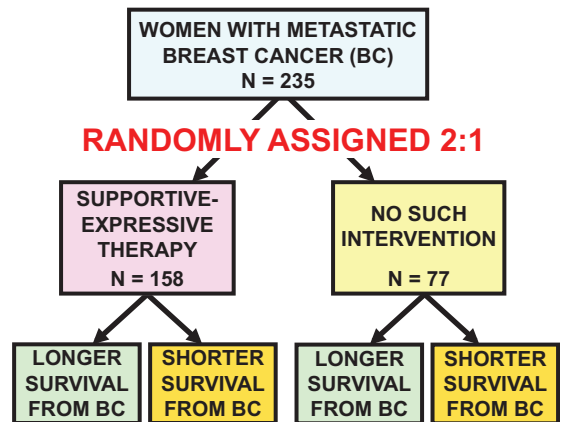 WOMEN WITH METASTATIC
BREAST CANCER (BC)
N = 235
RANDOMLY ASSIGNED 2:1
SUPPORTIVE-
EXPRESSIVE
THERAPY
N = 158
NO SUCH
INTERVENTION
N = 77
LONGER
SURVIVAL
FROM BC
SHORTER
SURVIVAL
FROM BC
LONGER
SURVIVAL
FROM BC
SHORTER
SURVIVAL
FROM BC